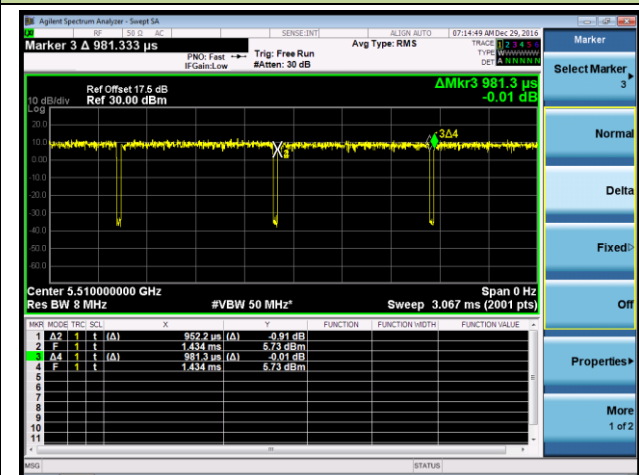 Agilent Spectrum Analyzer - Swept SA
RF 50 Ω AC SENSE:INT ALIGN AUTO 07:14:49 AM Dec 29, 2016
Marker 3 Δ 981.333 µs
PNO: Fast
IFGain:Low
Trig: Free Run
#Atten: 30 dB
Avg Type: RMS
TRACE 1 2 3 4 5 6
TYPE WWWWWW
DET A NNNNN
Marker
Select Marker
3
Normal
Delta
Fixed
Off
Properties
More
1 of 2
Ref Offset 17.5 dB
10 dB/div Ref 30.00 dBm
Log
ΔMkr3 981.3 µs
-0.01 dB
20.0
10.0
0.00
-10.0
-20.0
-30.0
-40.0
-50.0
-60.0
3Δ4
Center 5.510000000 GHz Span 0 Hz
Res BW 8 MHz #VBW 50 MHz* Sweep 3.067 ms (2001 pts)
MKR MODE TRC SCL X Y FUNCTION FUNCTION WIDTH FUNCTION VALUE
1 Δ2 1 t (Δ) 952.2 µs (Δ) -0.91 dB
2 F 1 t 1.434 ms 5.73 dBm
3 Δ4 1 t (Δ) 981.3 µs (Δ) -0.01 dB
4 F 1 t 1.434 ms 5.73 dBm
5
6
7
8
9
10
11
MSG STATUS